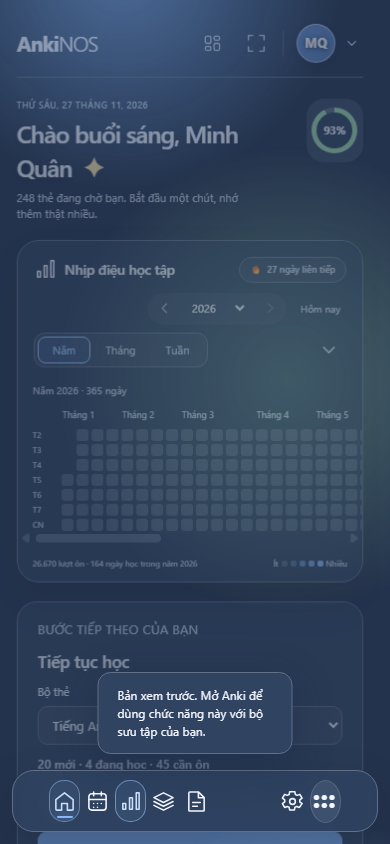 AnkiNOS
MQ
THỨ SÁU, 27 THÁNG 11, 2026
Chào buổi sáng, Minh
Quân
93%
248 thẻ đang chờ bạn. Bắt đầu một chút, nhớ
thêm thật nhiều.
Nhịp điệu học tập
27 ngày liên tiếp
2026
Hôm nay
Năm
Tháng
Tuần
Năm 2026 · 365 ngày
Tháng 1
Tháng 2
Tháng 3
Tháng 4
Tháng 5
T2
T3
T4
T5
T6
T7
CN
26.670 lượt ôn · 164 ngày học trong năm 2026
Nhiều
BƯỚC TIẾP THEO CỦA BẠN
Tiếp tục học
Bộ thẻ
Tiếng
Bản xem trước. Mở Anki để
dùng chức năng này với bộ
sưu tập của bạn.
20 mới · 4 đang học · 45 cần ôn